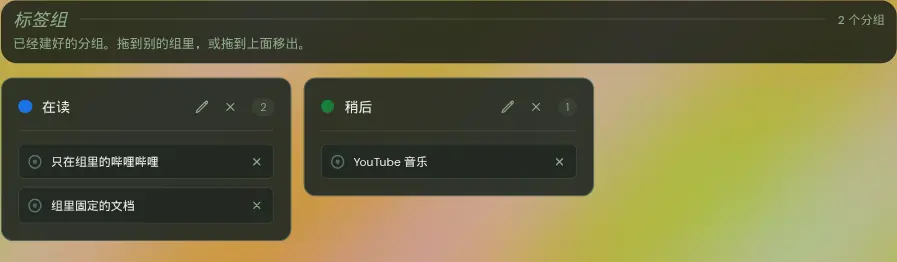 标签组
2 个分组
已经建好的分组。拖到别的组里，或拖到上面移出。
在读
2
只在组里的哔哩哔哩
组里固定的文档
稍后
1
YouTube 音乐